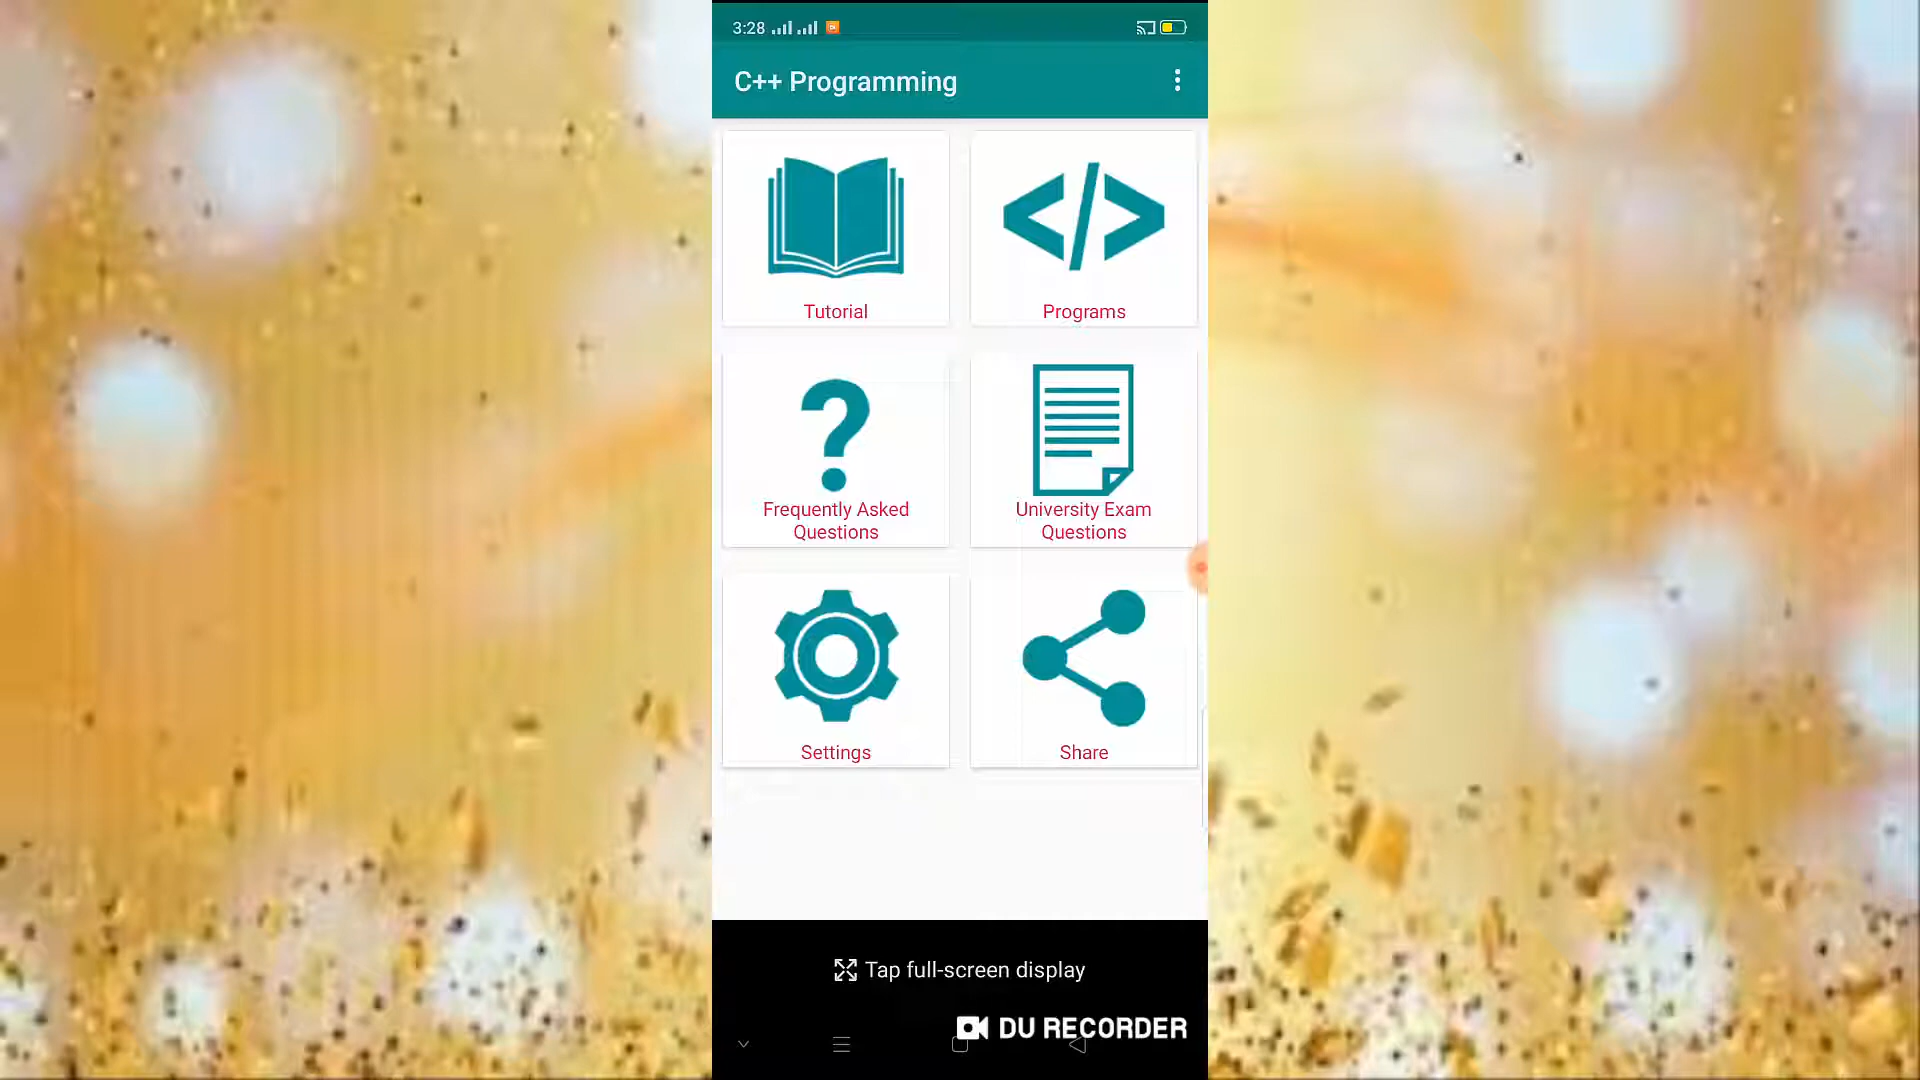 3:28
C++ Programming
Tutorial
Programs
Frequently Asked
Questions
University Exam
Questions
Settings
Share
Tap full-screen display
DU RECORDER